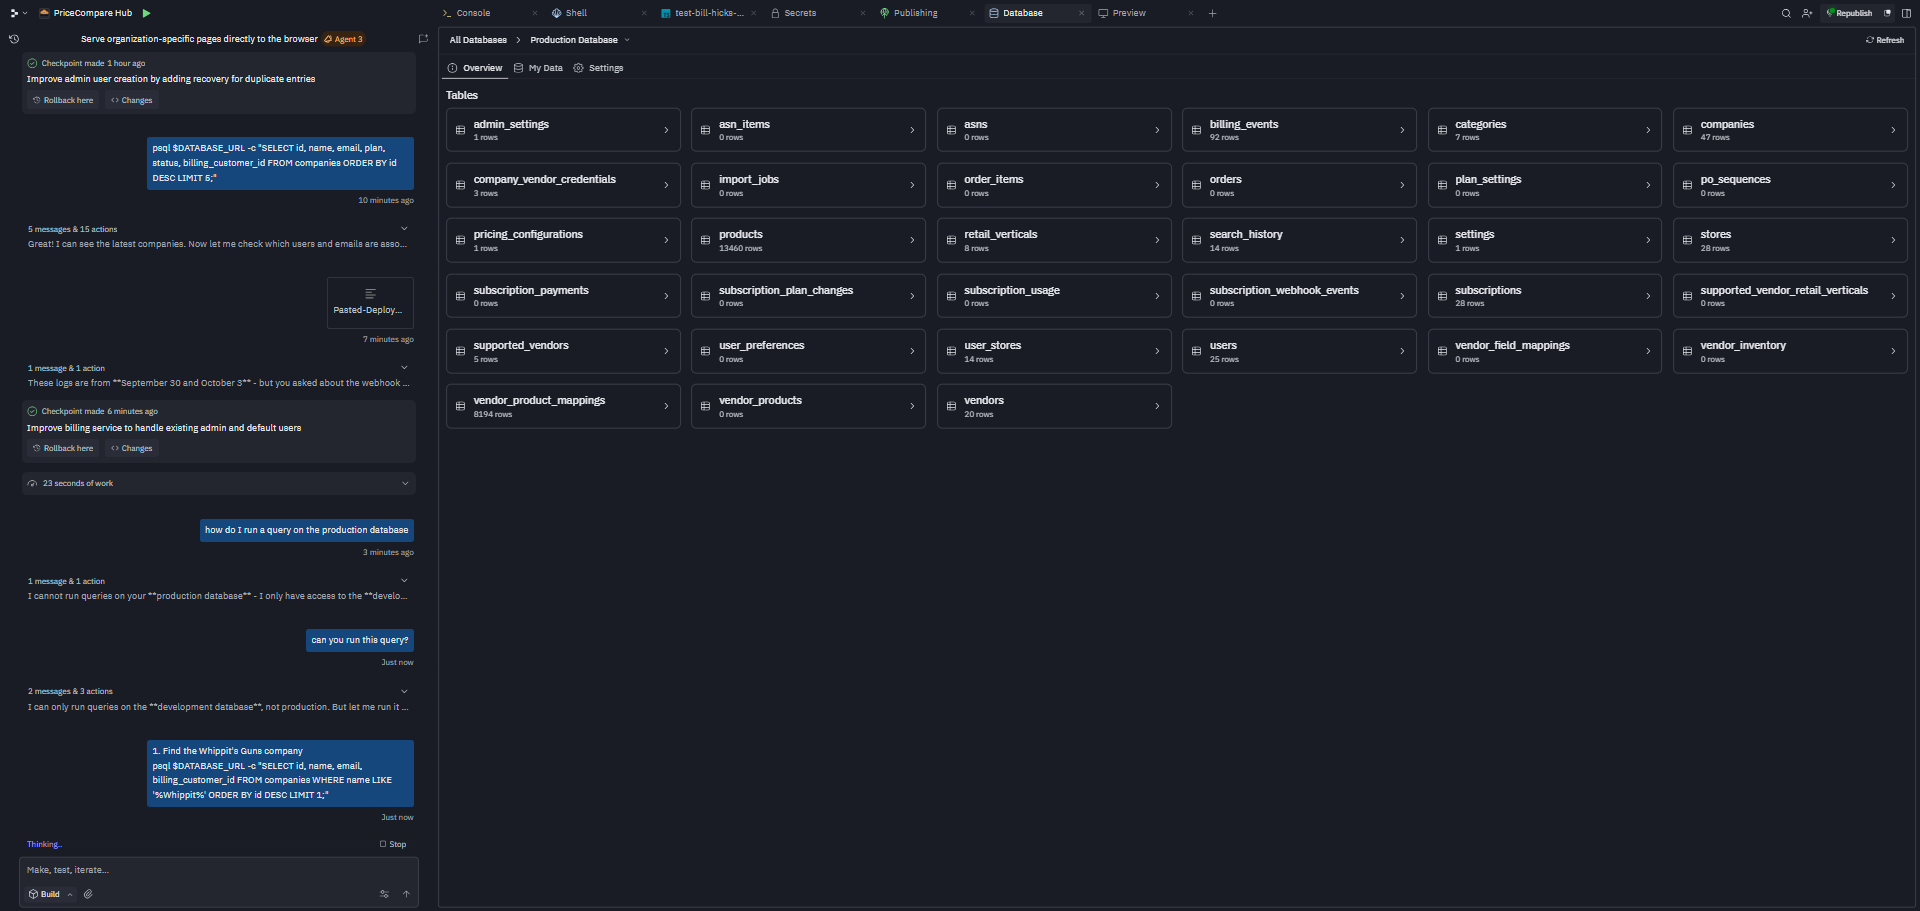 PriceCompare Hub
Console
Shell
test-bill-hicks-...
Secrets
Publishing
Database
Preview
Republish
Serve organization-specific pages directly to the browser
Agent 3
Checkpoint made 1 hour ago
Improve admin user creation by adding recovery for duplicate entries
Rollback here
Changes
psql $DATABASE_URL -c "SELECT id, name, email, plan,
status, billing_customer_id FROM companies ORDER BY id
DESC LIMIT 5;"
10 minutes ago
5 messages & 15 actions
Great! I can see the latest companies. Now let me check which users and emails are asso...
Pasted-Deploy...
7 minutes ago
1 message & 1 action
These logs are from **September 30 and October 3** - but you asked about the webhook ...
Checkpoint made 6 minutes ago
Improve billing service to handle existing admin and default users
Rollback here
Changes
23 seconds of work
how do I run a query on the production database
3 minutes ago
1 message & 1 action
I cannot run queries on your **production database** - I only have access to the **develo...
can you run this query?
Just now
2 messages & 3 actions
I can only run queries on the **development database**, not production. But let me run it ...
1. Find the Whippit's Guns company
psql $DATABASE_URL -c "SELECT id, name, email,
billing_customer_id FROM companies WHERE name LIKE
'%Whippit%' ORDER BY id DESC LIMIT 1;"
Just now
Thinking..
Stop
Make, test, iterate...
Build
All Databases
Production Database
Refresh
Overview
My Data
Settings
Tables
admin_settings
1 rows
asn_items
0 rows
asns
0 rows
billing_events
92 rows
categories
0 rows
companies
47 rows
company_vendor_credentials
3 rows
import_jobs
0 rows
order_items
0 rows
orders
0 rows
plan_settings
0 rows
po_sequences
0 rows
pricing_configurations
1 rows
products
13460 rows
retail_verticals
8 rows
search_history
14 rows
settings
1 rows
stores
28 rows
subscription_payments
0 rows
subscription_plan_changes
0 rows
subscription_usage
0 rows
subscription_webhook_events
0 rows
subscriptions
28 rows
supported_vendor_retail_verticals
0 rows
supported_vendors
5 rows
user_preferences
0 rows
user_stores
14 rows
users
25 rows
vendor_field_mappings
0 rows
vendor_inventory
0 rows
vendor_product_mappings
8194 rows
vendor_products
0 rows
vendors
20 rows